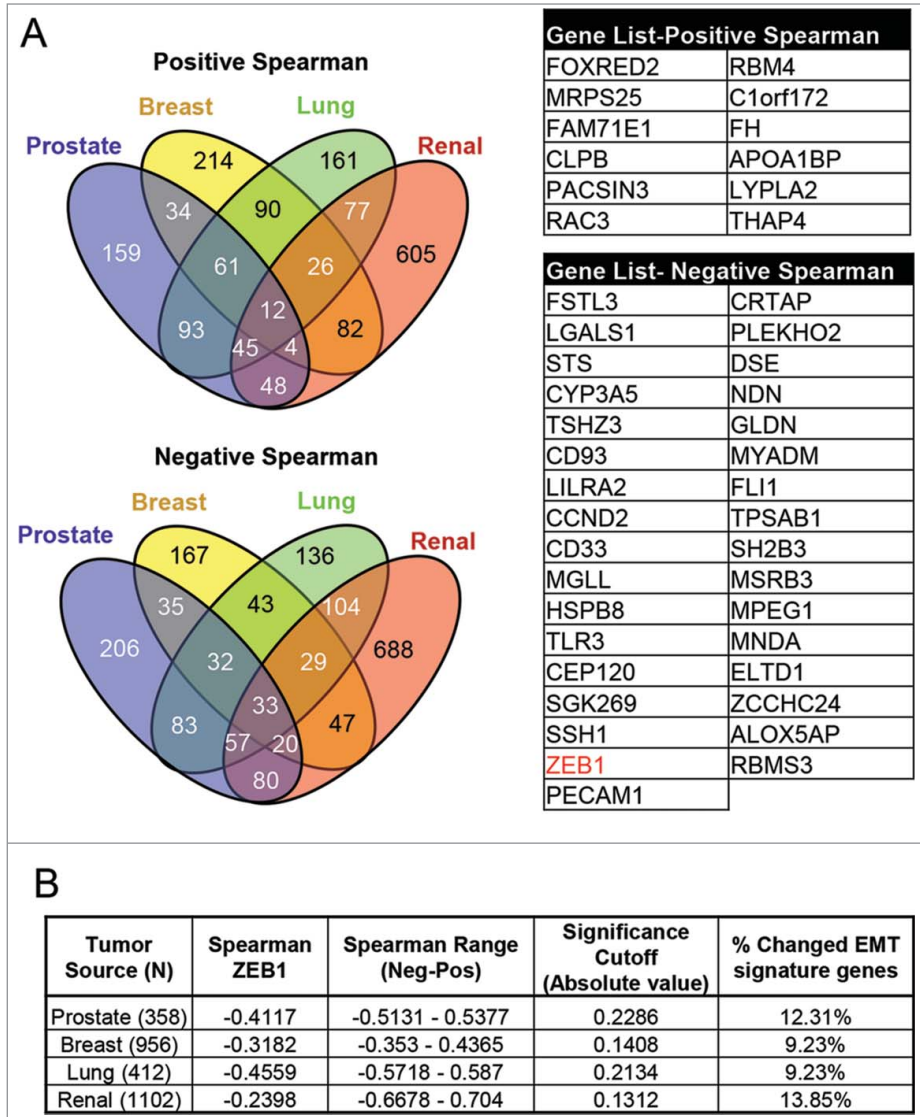 A
Positive Spearman
Breast Lung
Prostate Renal
214 161
34 90 77
159 61 26 605
12
93 45 4 82
48
Negative Spearman
Breast Lung
Prostate Renal
167 136
35 43 104
206 32 29 688
33
83 57 20 47
80
Gene List-Positive Spearman
FOXRED2 RBM4
MRPS25 C1orf172
FAM71E1 FH
CLPB APOA1BP
PACSIN3 LYPLA2
RAC3 THAP4
Gene List- Negative Spearman
FSTL3 CRTAP
LGALS1 PLEKHO2
STS DSE
CYP3A5 NDN
TSHZ3 GLDN
CD93 MYADM
LILRA2 FLI1
CCND2 TPSAB1
CD33 SH2B3
MGLL MSRB3
HSPB8 MPEG1
TLR3 MNDA
CEP120 ELTD1
SGK269 ZCCHC24
SSH1 ALOX5AP
ZEB1 RBMS3
PECAM1
B
Tumor Source (N) Spearman ZEB1 Spearman Range (Neg-Pos) Significance Cutoff (Absolute value) % Changed EMT signature genes
Prostate (358) -0.4117 -0.5131 - 0.5377 0.2286 12.31%
Breast (956) -0.3182 -0.353 - 0.4365 0.1408 9.23%
Lung (412) -0.4559 -0.5718 - 0.587 0.2134 9.23%
Renal (1102) -0.2398 -0.6678 - 0.704 0.1312 13.85%